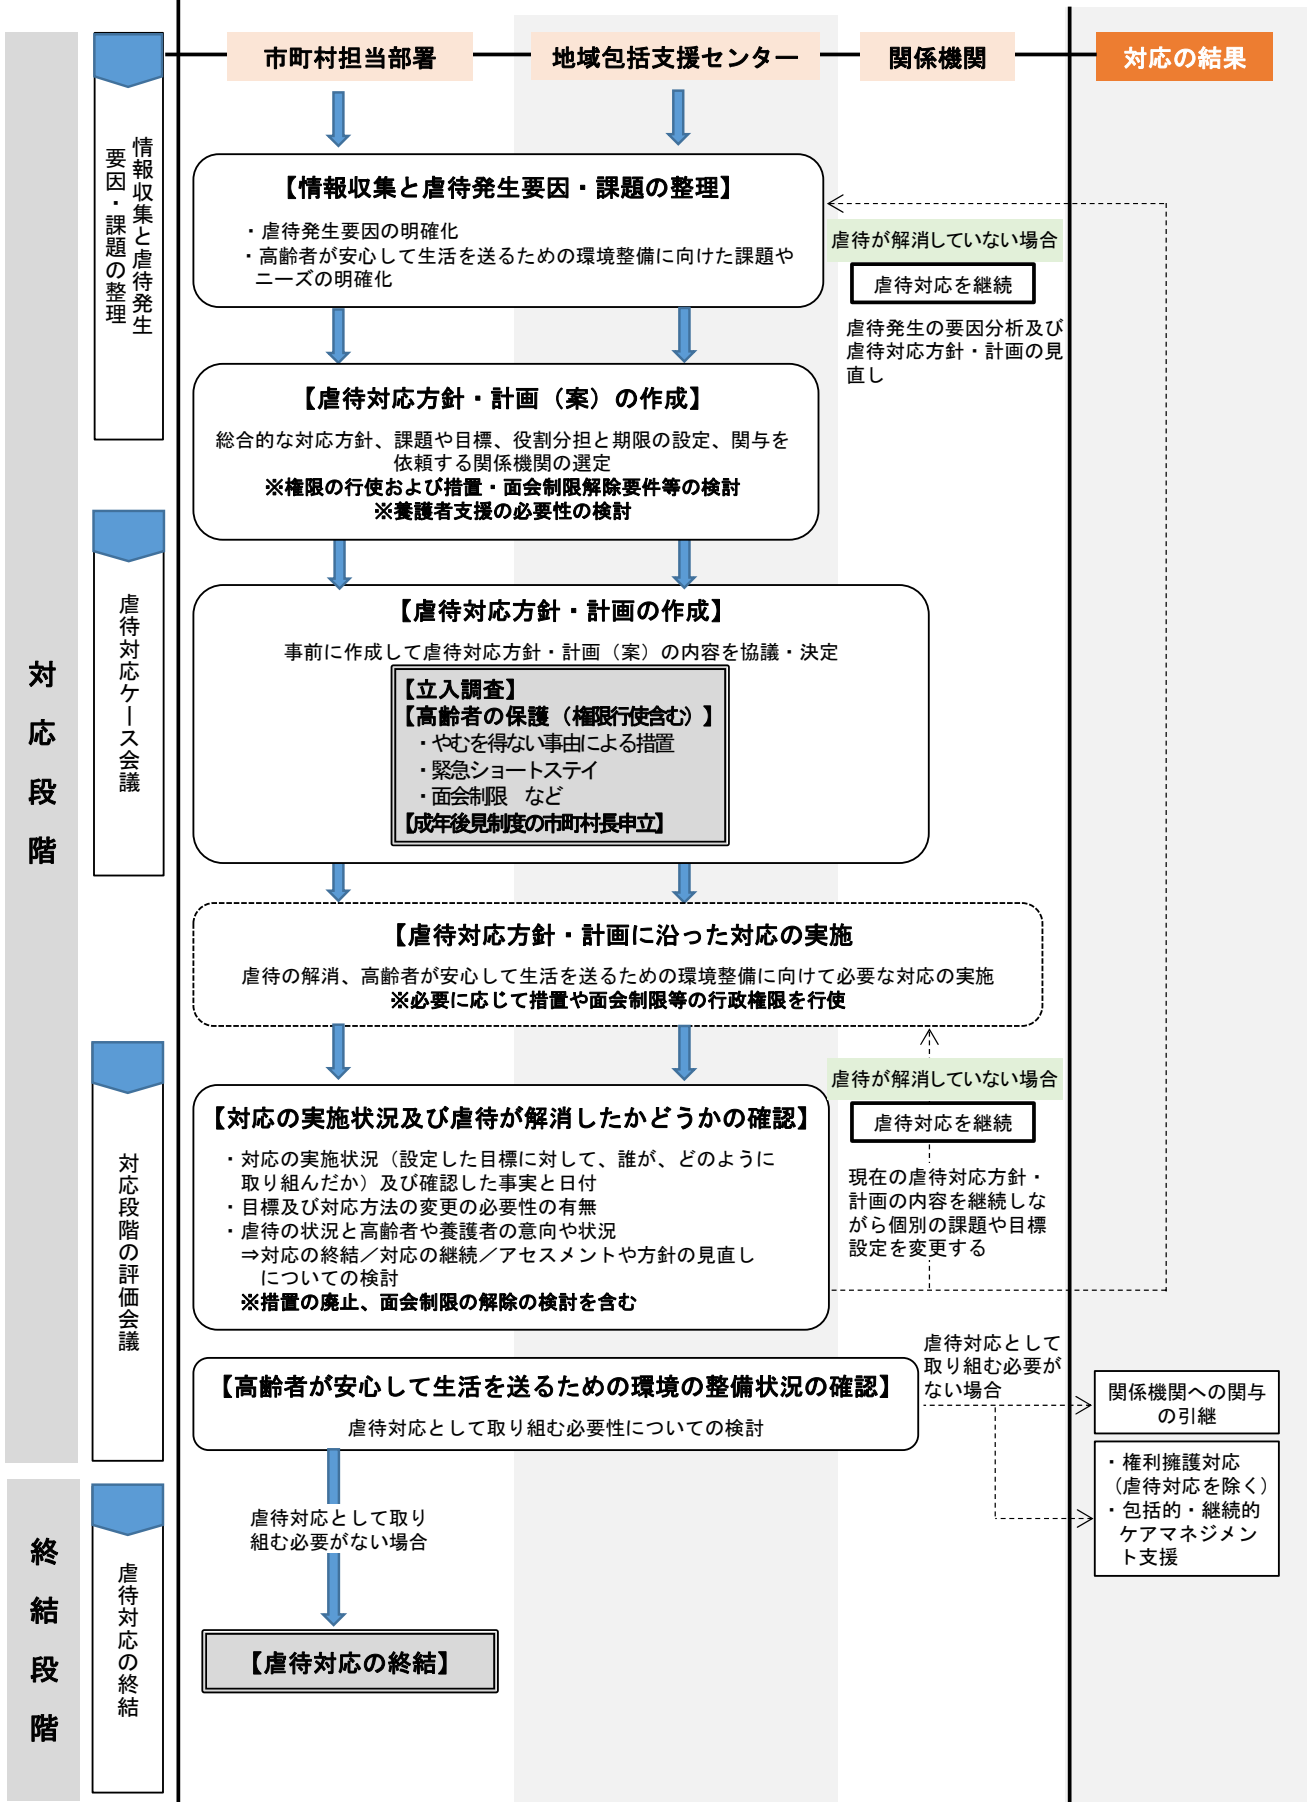 市町村担当部署
地域包括支援センター
関係機関
対応の結果
対応段階
情報収集と虐待発生
要因・課題の整理
【情報収集と虐待発生要因・課題の整理】
・虐待発生要因の明確化
・高齢者が安心して生活を送るための環境整備に向けた課題や
ニーズの明確化
虐待が解消していない場合
虐待対応を継続
虐待発生の要因分析及び
虐待対応方針・計画の見
直し
【虐待対応方針・計画（案）の作成】
総合的な対応方針、課題や目標、役割分担と期限の設定、関与を
依頼する関係機関の選定
※権限の行使および措置・面会制限解除要件等の検討
※養護者支援の必要性の検討
虐待対応ケース会議
【虐待対応方針・計画の作成】
事前に作成して虐待対応方針・計画（案）の内容を協議・決定
【立入調査】
【高齢者の保護（権限行使含む）】
・やむを得ない事由による措置
・緊急ショートステイ
・面会制限　など
【成年後見制度の市町村長申立】
【虐待対応方針・計画に沿った対応の実施
虐待の解消、高齢者が安心して生活を送るための環境整備に向けて必要な対応の実施
※必要に応じて措置や面会制限等の行政権限を行使
対応段階の評価会議
【対応の実施状況及び虐待が解消したかどうかの確認】
・対応の実施状況（設定した目標に対して、誰が、どのように
取り組んだか）及び確認した事実と日付
・目標及び対応方法の変更の必要性の有無
・虐待の状況と高齢者や養護者の意向や状況
⇒対応の終結／対応の継続／アセスメントや方針の見直し
についての検討
※措置の廃止、面会制限の解除の検討を含む
虐待が解消していない場合
虐待対応を継続
現在の虐待対応方針・
計画の内容を継続しな
がら個別の課題や目標
設定を変更する
【高齢者が安心して生活を送るための環境の整備状況の確認】
虐待対応として取り組む必要性についての検討
虐待対応として
取り組む必要が
ない場合
関係機関への関与
の引継
・権利擁護対応
（虐待対応を除く）
・包括的・継続的
ケアマネジメン
ト支援
終結段階
虐待対応の終結
虐待対応として取り
組む必要がない場合
【虐待対応の終結】